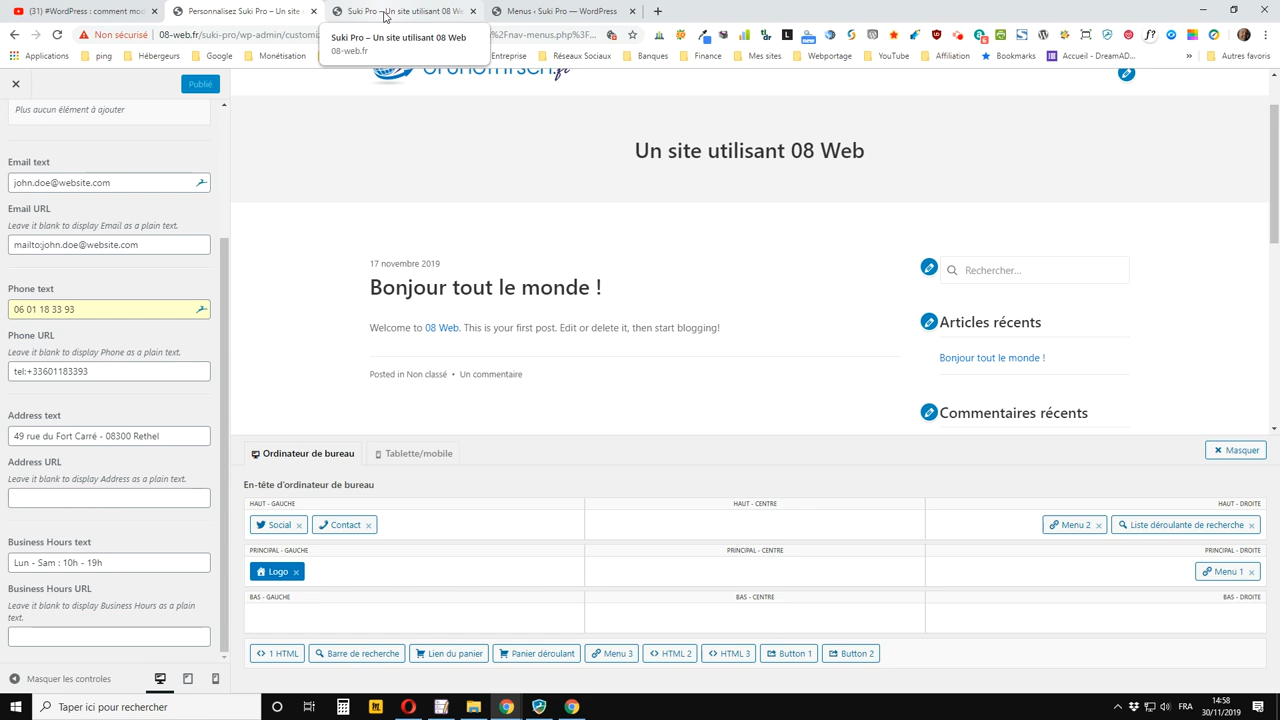 (31) #WordPress : comment mod
Personnalisez Suki Pro – Un site
Suki Pro – Un site utilisant 08 We
Menus ‹ Suki Pro — WordPress
Non sécurisé
08-web.fr/suki-pro/wp-admin/customiz
%2Fnav-menus.php%3F...
Suki Pro – Un site utilisant 08 Web
08-web.fr
Applications
ping
Hébergeurs
Google
Monétisation
Entreprise
Réseaux Sociaux
Banques
Finance
Mes sites
Webportage
YouTube
Affiliation
Bookmarks
Accueil - DreamAD...
»
Autres favoris
Publié
Plus aucun élément à ajouter
Email text
john.doe@website.com
Email URL
Leave it blank to display Email as a plain text.
mailto:john.doe@website.com
Phone text
06 01 18 33 93
Phone URL
Leave it blank to display Phone as a plain text.
tel:+33601183393
Address text
49 rue du Fort Carré - 08300 Rethel
Address URL
Leave it blank to display Address as a plain text.
Business Hours text
Lun - Sam : 10h - 19h
Business Hours URL
Leave it blank to display Business Hours as a plain
text.
Masquer les contrôles
Un site utilisant 08 Web
17 novembre 2019
Bonjour tout le monde !
Welcome to 08 Web. This is your first post. Edit or delete it, then start blogging!
Posted in Non classé • Un commentaire
Rechercher...
Articles récents
Bonjour tout le monde !
Commentaires récents
Ordinateur de bureau
Tablette/mobile
Masquer
En-tête d'ordinateur de bureau
HAUT - GAUCHE
HAUT - CENTRE
HAUT - DROITE
Social
Contact
Menu 2
Liste déroulante de recherche
PRINCIPAL - GAUCHE
PRINCIPAL - CENTRE
PRINCIPAL - DROITE
Logo
Menu 1
BAS - GAUCHE
BAS - CENTRE
BAS - DROITE
1 HTML
Barre de recherche
Lien du panier
Panier déroulant
Menu 3
HTML 2
HTML 3
Button 1
Button 2
Taper ici pour rechercher
FRA
14:58
30/11/2019